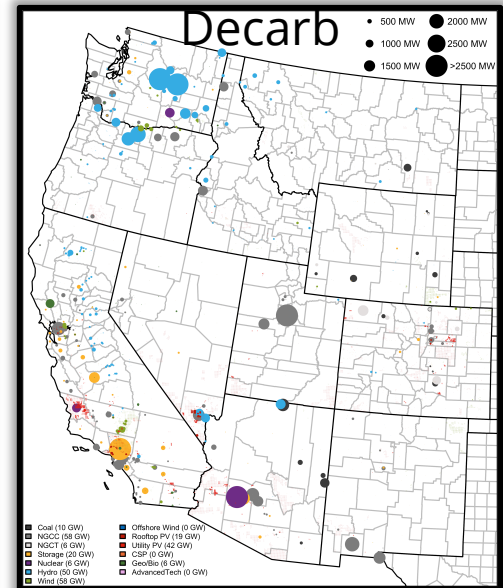 Decarb
500 MW
2000 MW
1000 MW
2500 MW
1500 MW
>2500 MW
Coal (10 GW)
NGCC (58 GW)
NGCT (6 GW)
Storage (20 GW)
Nuclear (6 GW)
Hydro (50 GW)
Wind (58 GW)
Offshore Wind (0 GW)
Rooftop PV (19 GW)
Utility PV (42 GW)
CSP (0 GW)
Geo/Bio (6 GW)
AdvancedTech (0 GW)